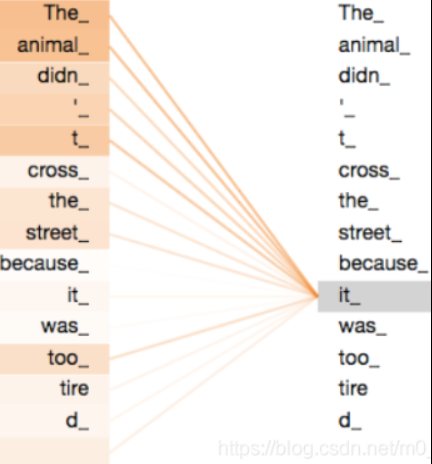 The_ The_
animal_ animal_
didn_ didn_
'_ '_
t_ t_
cross_ cross_
the_ the_
street_ street_
because_ because_
it_ it_
was_ was_
too_ too_
tire tire
d_ d_
https://blog.csdn.net/m0_